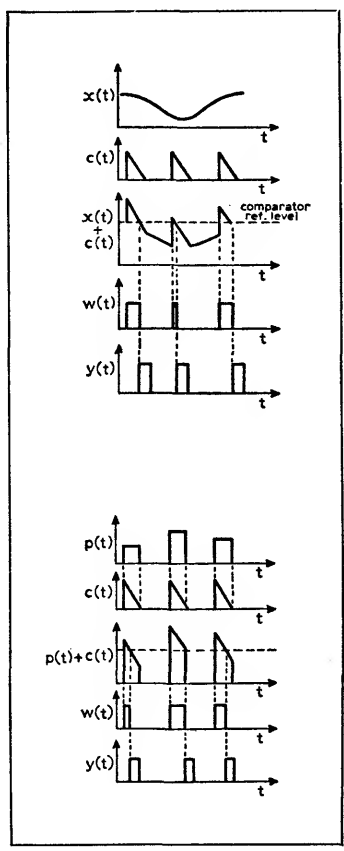 x(t)
t
c(t)
t
x(t)
+
c(t)
comparator
ref. level
t
w(t)
t
y(t)
t
p(t)
t
c(t)
t
p(t)+c(t)
t
w(t)
t
y(t)
t